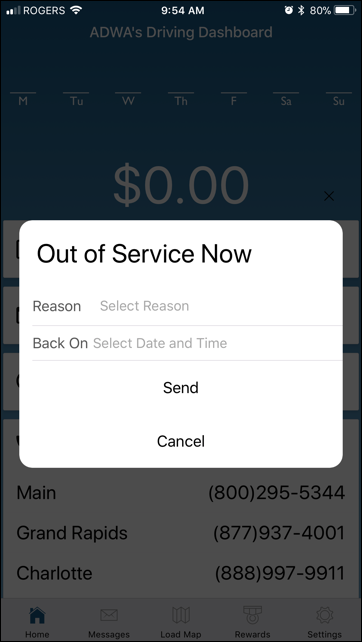 ROGERS 9:54 AM 80%
ADWA's Driving Dashboard
M Tu W Th F Sa Su
$0.00
Out of Service Now
Reason Select Reason
Back On Select Date and Time
Send
Cancel
Main (800)295-5344
Grand Rapids (877)937-4001
Charlotte (888)997-9911
Home Messages Load Map Rewards Settings